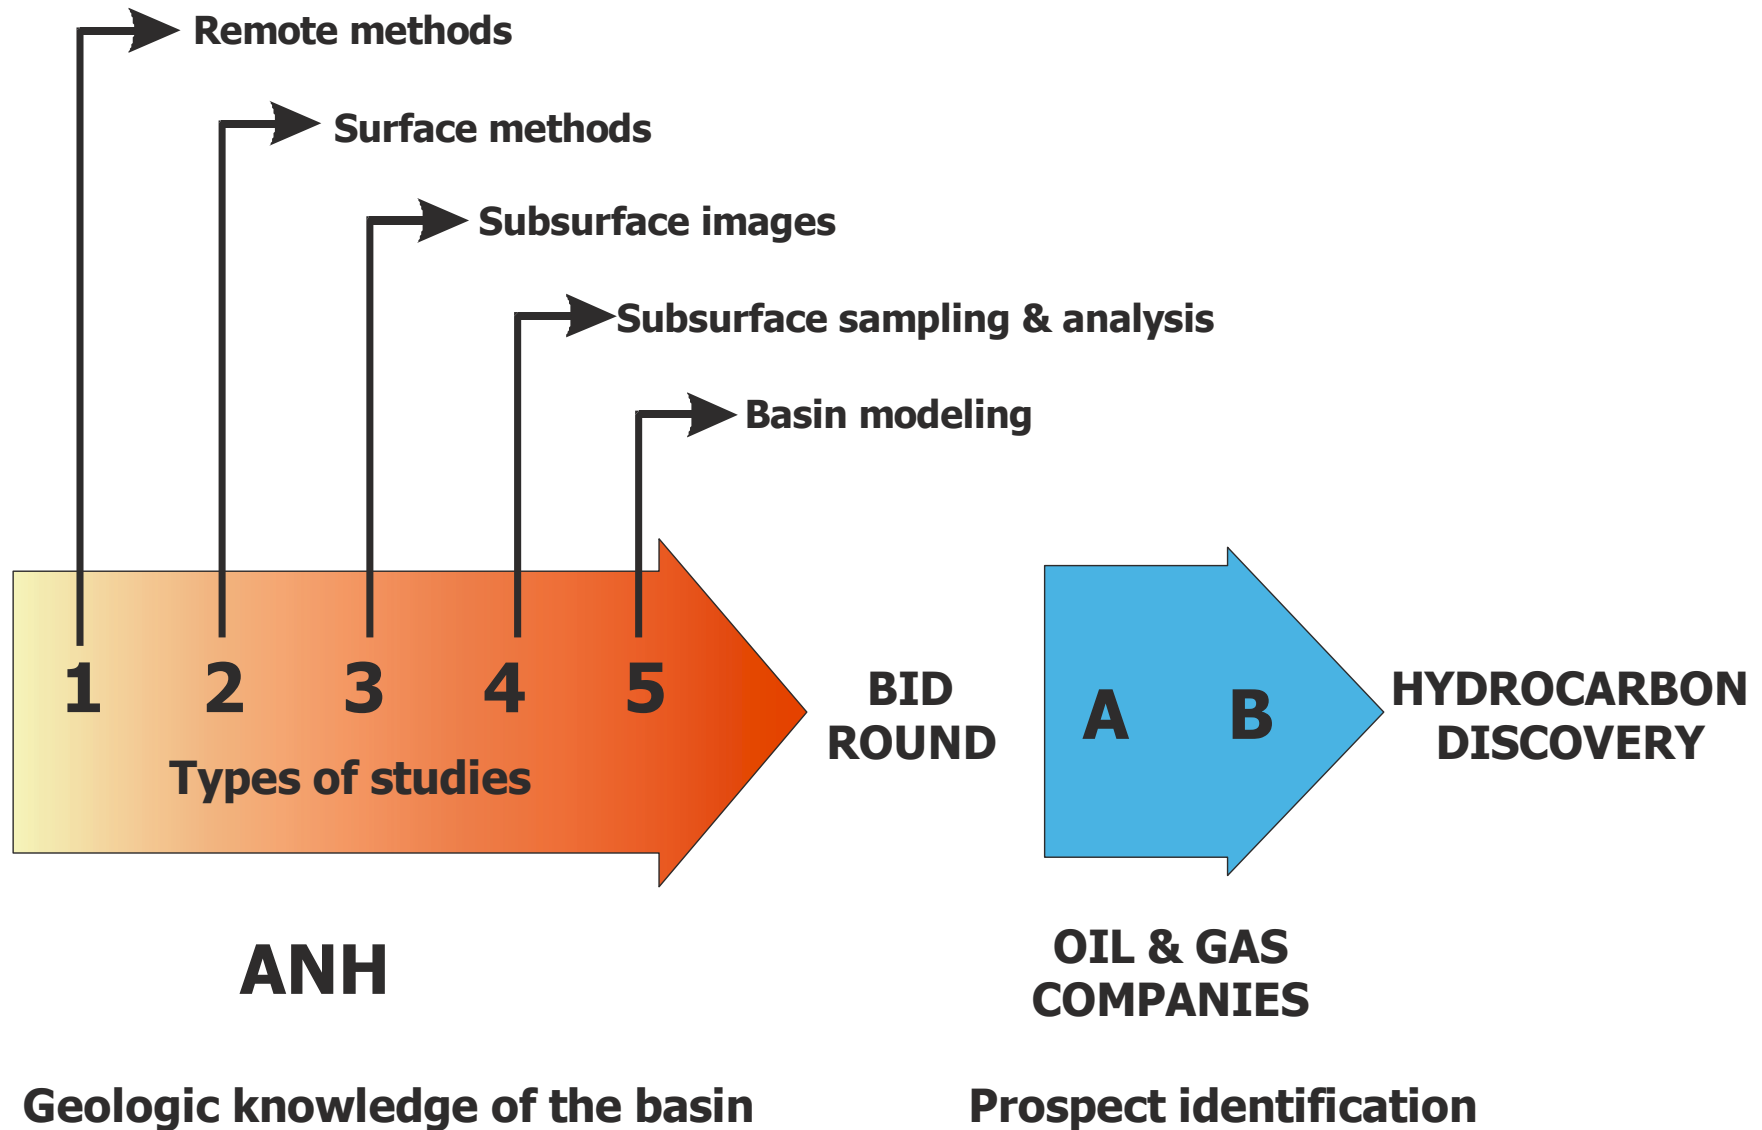 Remote methods
Surface methods
Subsurface images
Subsurface sampling & analysis
Basin modeling
1 2 3 4 5
Types of studies
BID
ROUND
A B
HYDROCARBON
DISCOVERY
ANH
OIL & GAS
COMPANIES
Geologic knowledge of the basin
Prospect identification